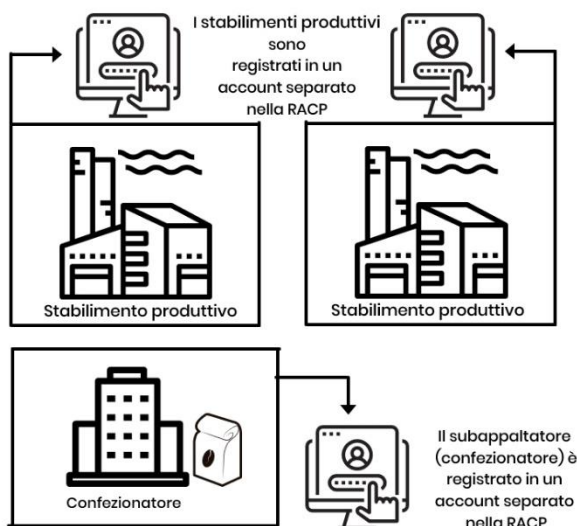 I stabilimenti produttivi
sono
registrati in un
account separato
nella RACP
Stabilimento produttivo
Stabilimento produttivo
Confezionatore
Il subappaltatore
(confezionatore) è
registrato in un
account separato
nella RACP